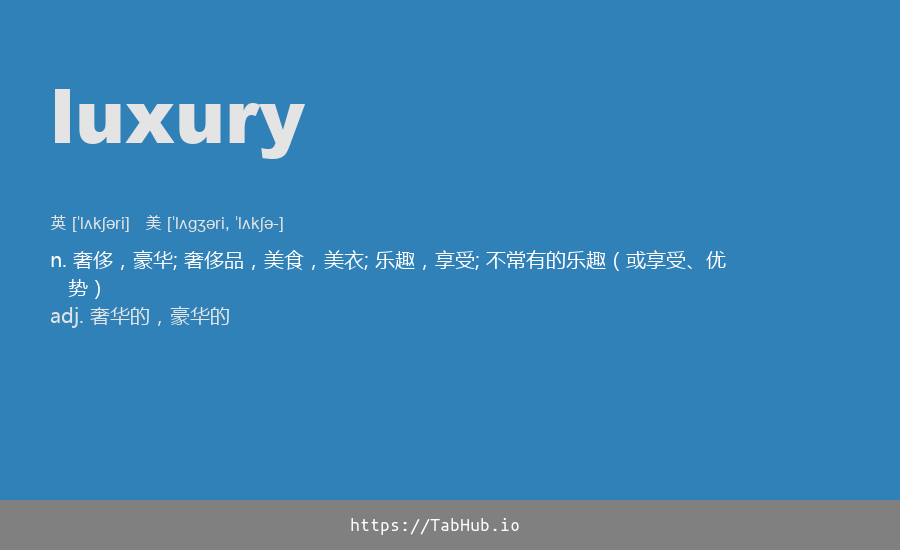 luxury
英 [ˈlʌkʃəri] 美 [ˈlʌgʒəri, ˈlʌkʃə-]
n. 奢侈，豪华; 奢侈品，美食，美衣; 乐趣，享受; 不常有的乐趣（或享受、优
势）
adj. 奢华的，豪华的
https://TabHub.io